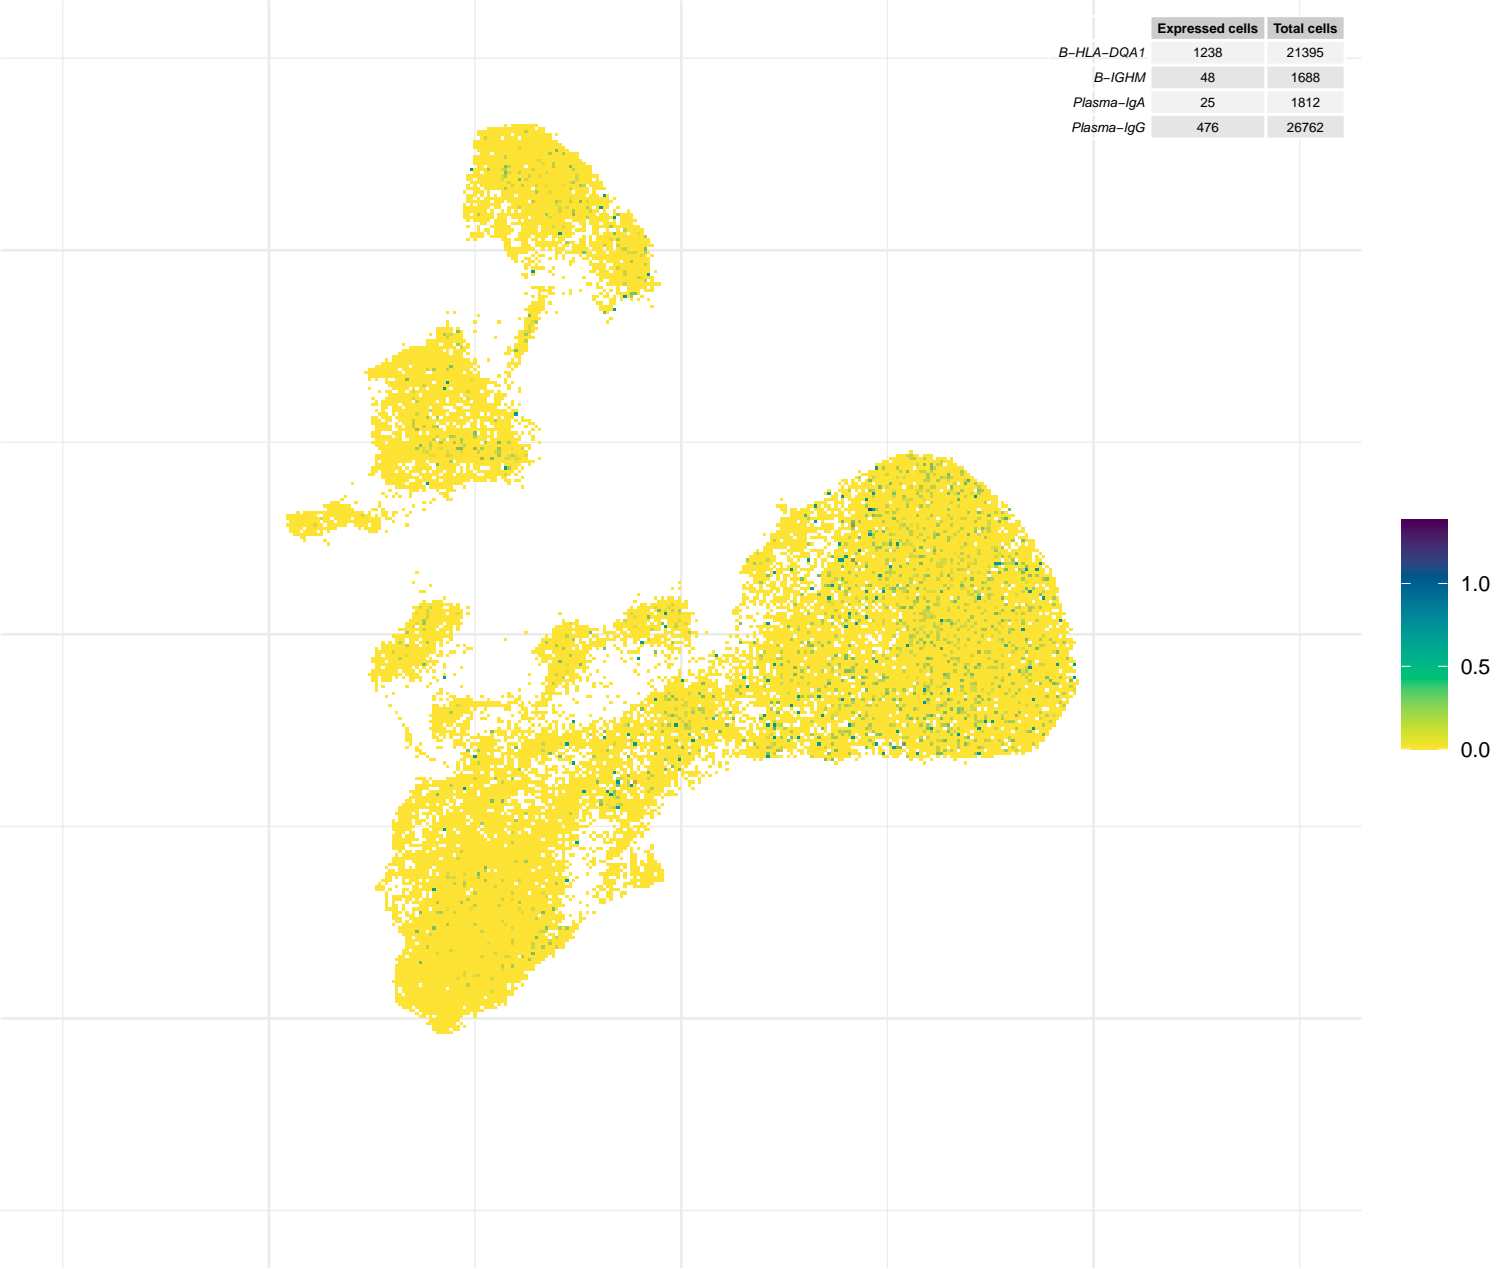 Expressed cells Total cells
B−HLA−DQA1 1238 21395
B−IGHM 48 1688
Plasma−IgA 25 1812
Plasma−IgG 476 26762
1.0
0.5
0.0